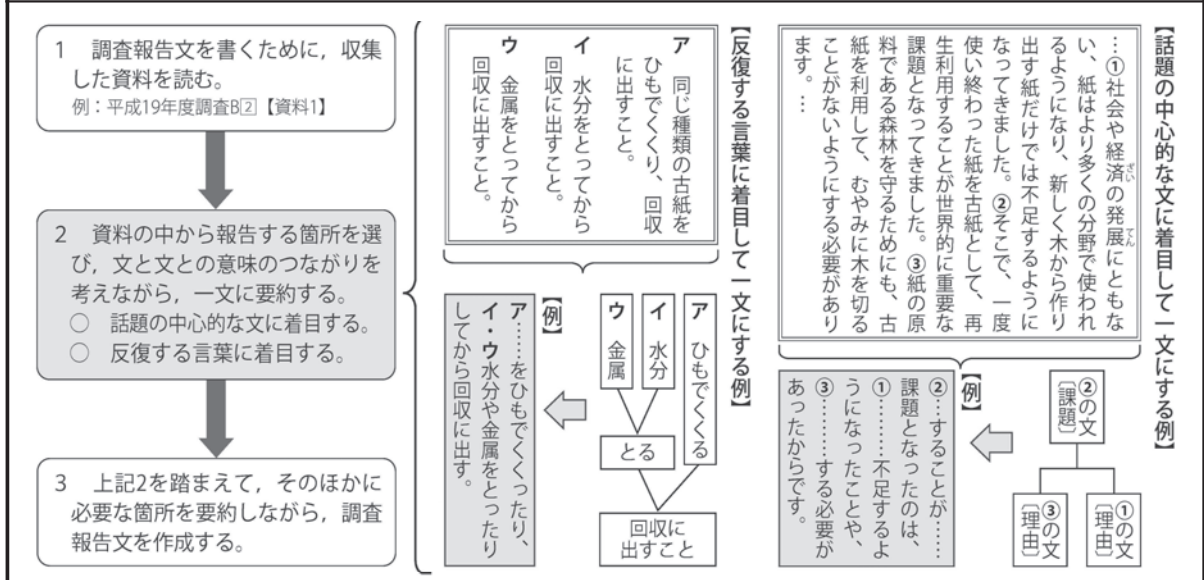 1 調査報告文を書くために，収集
した資料を読む。
例：平成19年度調査B2【資料1】
2 資料の中から報告する箇所を選
び，文と文との意味のつながりを
考えながら，一文に要約する。
○ 話題の中心的な文に着目する。
○ 反復する言葉に着目する。
3 上記2を踏まえて，そのほかに
必要な箇所を要約しながら，調査
報告文を作成する。
【話題の中心的な文に着目して一文にする例】
…①社会や経済の発展にともな
ざい
てん
い、紙はより多くの分野で使われ
るようになり、新しく木から作り
出す紙だけでは不足するように
なってきました。②そこで、一度
使い終わった紙を古紙として、再
生利用することが世界的に重要な
課題となってきました。③紙の原
料である森林を守るためにも、古
紙を利用して、むやみに木を切る
ことがないようにする必要があり
ます。…
②の文
〔課題〕
①の文
〔理由〕
③の文
〔理由〕
【例】
②…することが……
課題となったのは、
①…………不足するよ
うになったことや、
③…………する必要が
あったからです。
【反復する言葉に着目して一文にする例】
ア 同じ種類の古紙を
ひもでくくり、回収
に出すこと。
イ 水分をとってから
回収に出すこと。
ウ 金属をとってから
回収に出すこと。
ア ひもでくくる
イ 水分
ウ 金属
とる
回収に
出すこと
【例】
ア……をひもでくくったり、
イ・ウ水分や金属をとったり
してから回収に出す。